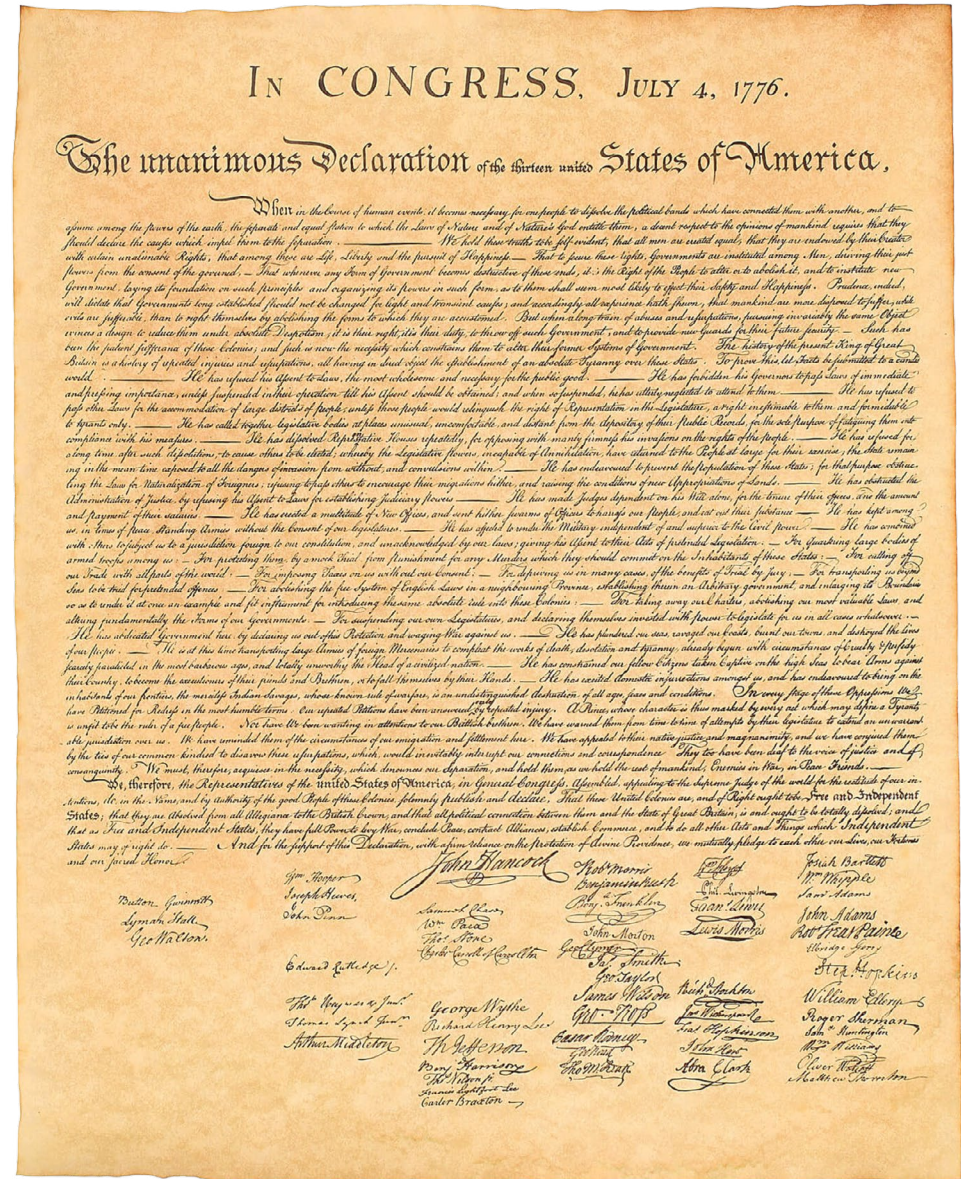 IN CONGRESS, JULY 4, 1776.
The unanimous Declaration of the thirteen united States of America,
When in the Course of human events, it becomes necessary for one people to dissolve the political bands which have connected them with another, and to
assume among the powers of the earth, the separate and equal station to which the Laws of Nature and of Nature's God entitle them, a decent respect to the opinions of mankind requires that they
should declare the causes which impel them to the separation. — We hold these truths to be self-evident, that all men are created equal, that they are endowed by their Creator
with certain unalienable Rights, that among these are Life, Liberty and the pursuit of Happiness. — That to secure these rights, Governments are instituted among Men, deriving their just
powers from the consent of the governed, — That whenever any Form of Government becomes destructive of these ends, it is the Right of the People to alter or to abolish it, and to institute new
Government, laying its foundation on such principles and organizing its powers in such form, as to them shall seem most likely to effect their Safety and Happiness. Prudence, indeed,
will dictate that Governments long established should not be changed for light and transient causes; and accordingly all experience hath shewn, that mankind are more disposed to suffer, while
evils are sufferable, than to right themselves by abolishing the forms to which they are accustomed. But when a long train of abuses and usurpations, pursuing invariably the same Object
evinces a design to reduce them under absolute Despotism, it is their right, it is their duty, to throw off such Government, and to provide new Guards for their future security. — Such has
been the patient sufferance of these Colonies; and such is now the necessity which constrains them to alter their former Systems of Government. The history of the present King of Great
Britain is a history of repeated injuries and usurpations, all having in direct object the establishment of an absolute Tyranny over these States. To prove this, let Facts be submitted to a candid
world. — He has refused his Assent to Laws, the most wholesome and necessary for the public good. — He has forbidden his Governors to pass Laws of immediate
and pressing importance, unless suspended in their operation till his Assent should be obtained; and when so suspended, he has utterly neglected to attend to them. — He has refused to
pass other Laws for the accommodation of large districts of people, unless those people would relinquish the right of Representation in the Legislature, a right inestimable to them and formidable
to tyrants only. — He has called together legislative bodies at places unusual, uncomfortable, and distant from the depository of their Public Records, for the sole purpose of fatiguing them into
compliance with his measures. — He has dissolved Representative Houses repeatedly, for opposing with manly firmness his invasions on the rights of the people. — He has refused for
a long time, after such dissolutions, to cause others to be elected; whereby the Legislative powers, incapable of Annihilation, have returned to the People at large for their exercise; the State remain
ing in the mean time exposed to all the dangers of invasion from without, and convulsions within. — He has endeavoured to prevent the population of these States; for that purpose obstruc
ting the Laws for Naturalization of Foreigners; refusing to pass others to encourage their migrations hither, and raising the conditions of new Appropriations of Lands. — He has obstructed the
Administration of Justice, by refusing his Assent to Laws for establishing Judiciary powers. — He has made Judges dependent on his Will alone, for the tenure of their offices, and the amount
and payment of their salaries. — He has erected a multitude of New Offices, and sent hither swarms of Officers to harass our People, and eat out their substance. — He has kept among
us, in times of peace, Standing Armies without the Consent of our legislatures. — He has affected to render the Military independent of and superior to the Civil power. — He has combined
with others to subject us to a jurisdiction foreign to our constitution, and unacknowledged by our laws; giving his Assent to their Acts of pretended Legislation: — For quartering large bodies of
armed troops among us: — For protecting them, by a mock Trial, from punishment for any Murders which they should commit on the Inhabitants of these States: — For cutting off
our Trade with all parts of the world: — For imposing Taxes on us without our Consent: — For depriving us in many cases, of the benefits of Trial by Jury: — For transporting us beyond
Seas to be tried for pretended offences — For abolishing the free System of English Laws in a neighbouring Province, establishing therein an Arbitrary government, and enlarging its Boundaries
so as to render it at once an example and fit instrument for introducing the same absolute rule into these Colonies: — For taking away our Charters, abolishing our most valuable Laws, and
altering fundamentally the Forms of our Governments: — For suspending our own Legislatures, and declaring themselves invested with power to legislate for us in all cases whatsoever. —
He has abdicated Government here, by declaring us out of his Protection and waging War against us. — He has plundered our seas, ravaged our Coasts, burnt our towns, and destroyed the lives
of our people. — He is at this time transporting large Armies of foreign Mercenaries to compleat the works of death, desolation and tyranny, already begun with circumstances of Cruelty & perfidy
scarcely paralleled in the most barbarous ages, and totally unworthy the Head of a civilized nation. — He has constrained our fellow Citizens taken Captive on the high Seas to bear Arms against
their Country, to become the executioners of their friends and Brethren, or to fall themselves by their Hands. — He has excited domestic insurrections amongst us, and has endeavoured to bring on the
inhabitants of our frontiers, the merciless Indian Savages, whose known rule of warfare, is an undistinguished destruction of all ages, sexes and conditions. In every stage of these Oppressions We
have Petitioned for Redress in the most humble terms: Our repeated Petitions have been answered only by repeated injury. A Prince, whose character is thus marked by every act which may define a Tyrant,
is unfit to be the ruler of a free people. Nor have We been wanting in attentions to our Brittish brethren. We have warned them from time to time of attempts by their legislature to extend an unwarrant
able jurisdiction over us. We have reminded them of the circumstances of our emigration and settlement here. We have appealed to their native justice and magnanimity, and we have conjured them
by the ties of our common kindred to disavow these usurpations, which, would inevitably interrupt our connections and correspondence They too have been deaf to the voice of justice and of
consanguinity. We must, therefore, acquiesce in the necessity, which denounces our Separation, and hold them, as we hold the rest of mankind, Enemies in War, in Peace Friends. —
We, therefore, the Representatives of the united States of America, in General Congress, Assembled, appealing to the Supreme Judge of the world for the rectitude of our in
tentions, do, in the Name, and by Authority of the good People of these Colonies, solemnly publish and declare, That these United Colonies are, and of Right ought to be Free and Independent
States; that they are Absolved from all Allegiance to the British Crown, and that all political connection between them and the State of Great Britain, is and ought to be totally dissolved; and
that as Free and Independent States, they have full Power to levy War, conclude Peace, contract Alliances, establish Commerce, and to do all other Acts and Things which Independent
States may of right do. — And for the support of this Declaration, with a firm reliance on the protection of divine Providence, we mutually pledge to each other our Lives, our Fortunes
and our sacred Honor.
Button Gwinnett
Lyman Hall
Geo Walton.
Wm Hooper
Joseph Hewes,
John Penn
Edward Rutledge /.
Thos Heyward Junr.
Thomas Lynch Junr.
Arthur Middleton
John Hancock
Samuel Chase
Wm Paca
Thos Stone
Charles Carroll of Carrollton
George Wythe
Richard Henry Lee
Th Jefferson
Benj Harrison
Thos Nelson jr.
Francis Lightfoot Lee
Carter Braxton
Robt Morris
Benjamin Rush
Benj Franklin
John Morton
Geo Clymer
Jas Smith
Geo Taylor
James Wilson
Geo Ross
Caesar Rodney
Geo Read
Tho M:Kean
Wm Floyd
Phil. Livingston
Frans Lewis
Lewis Morris
Richd Stockton
Jno Witherspoon
Fras Hopkinson
John Hart
Abra Clark
Josiah Bartlett
Wm Whipple
Saml Adams
John Adams
Robt Treat Paine
Elbridge Gerry
Step. Hopkins
William Ellery
Roger Sherman
Saml Huntington
Wm Williams
Oliver Wolcott
Matthew Thornton